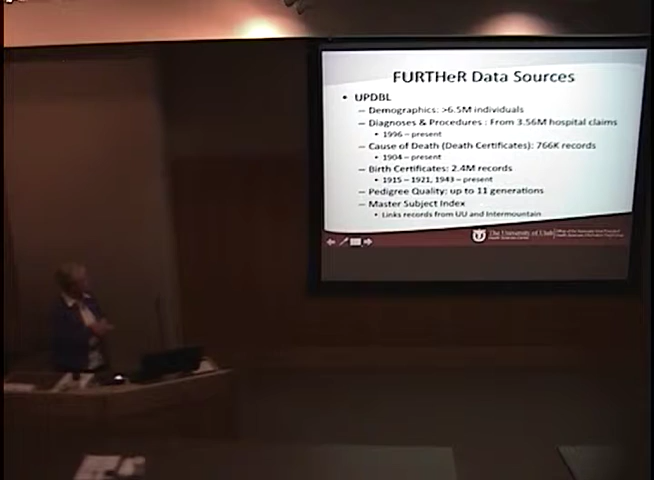 FURTHeR Data Sources
• UPDBL
– Demographics: >6.5M individuals
– Diagnoses & Procedures : From 3.56M hospital claims
• 1996 – present
– Cause of Death (Death Certificates): 766K records
• 1904 – present
– Birth Certificates: 2.4M records
• 1915 – 1921, 1943 – present
– Pedigree Quality: up to 11 generations
– Master Subject Index
• Links records from UU and Intermountain
The University of Utah